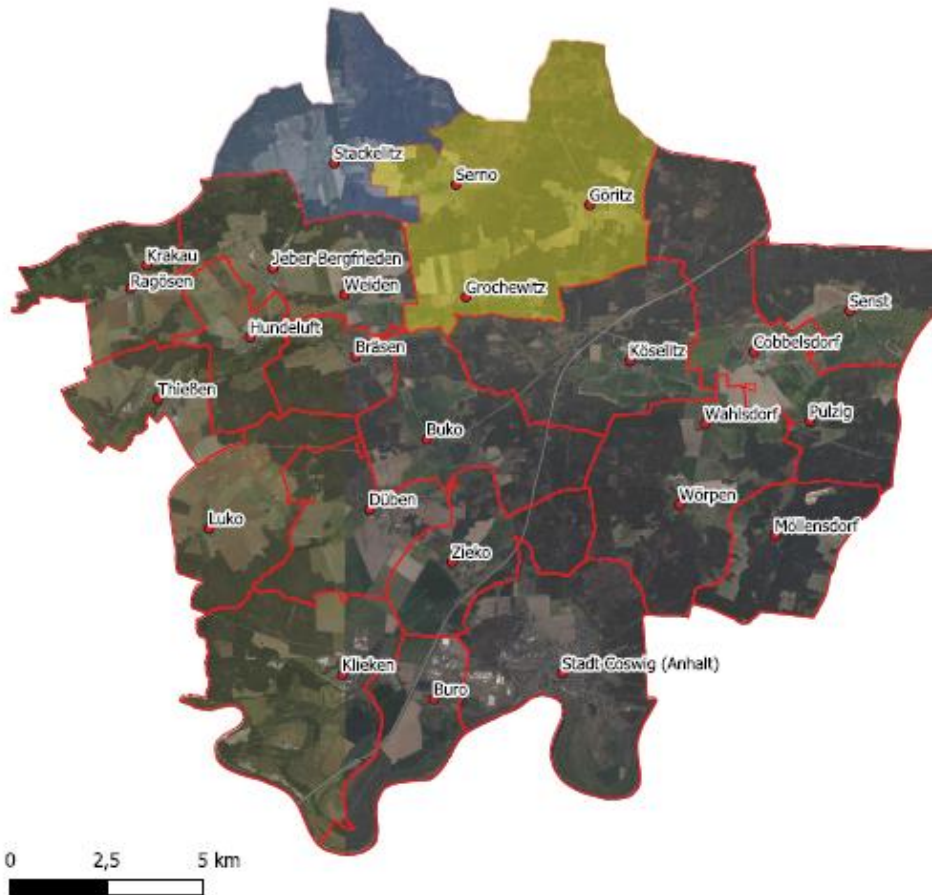 Stackelitz
Serno
Göritz
Krakau
Jeber-Bergfrieden
Ragösen
Weiden
Grochewitz
Senst
Hundeluft
Bräsen
Köselitz
Cobbelsdorf
Thießen
Wahlsdorf
Pülzig
Buko
Düben
Wörpen
Luko
Möllensdorf
Zieko
Klieken
Stadt Coswig (Anhalt)
Buro
0 2,5 5 km